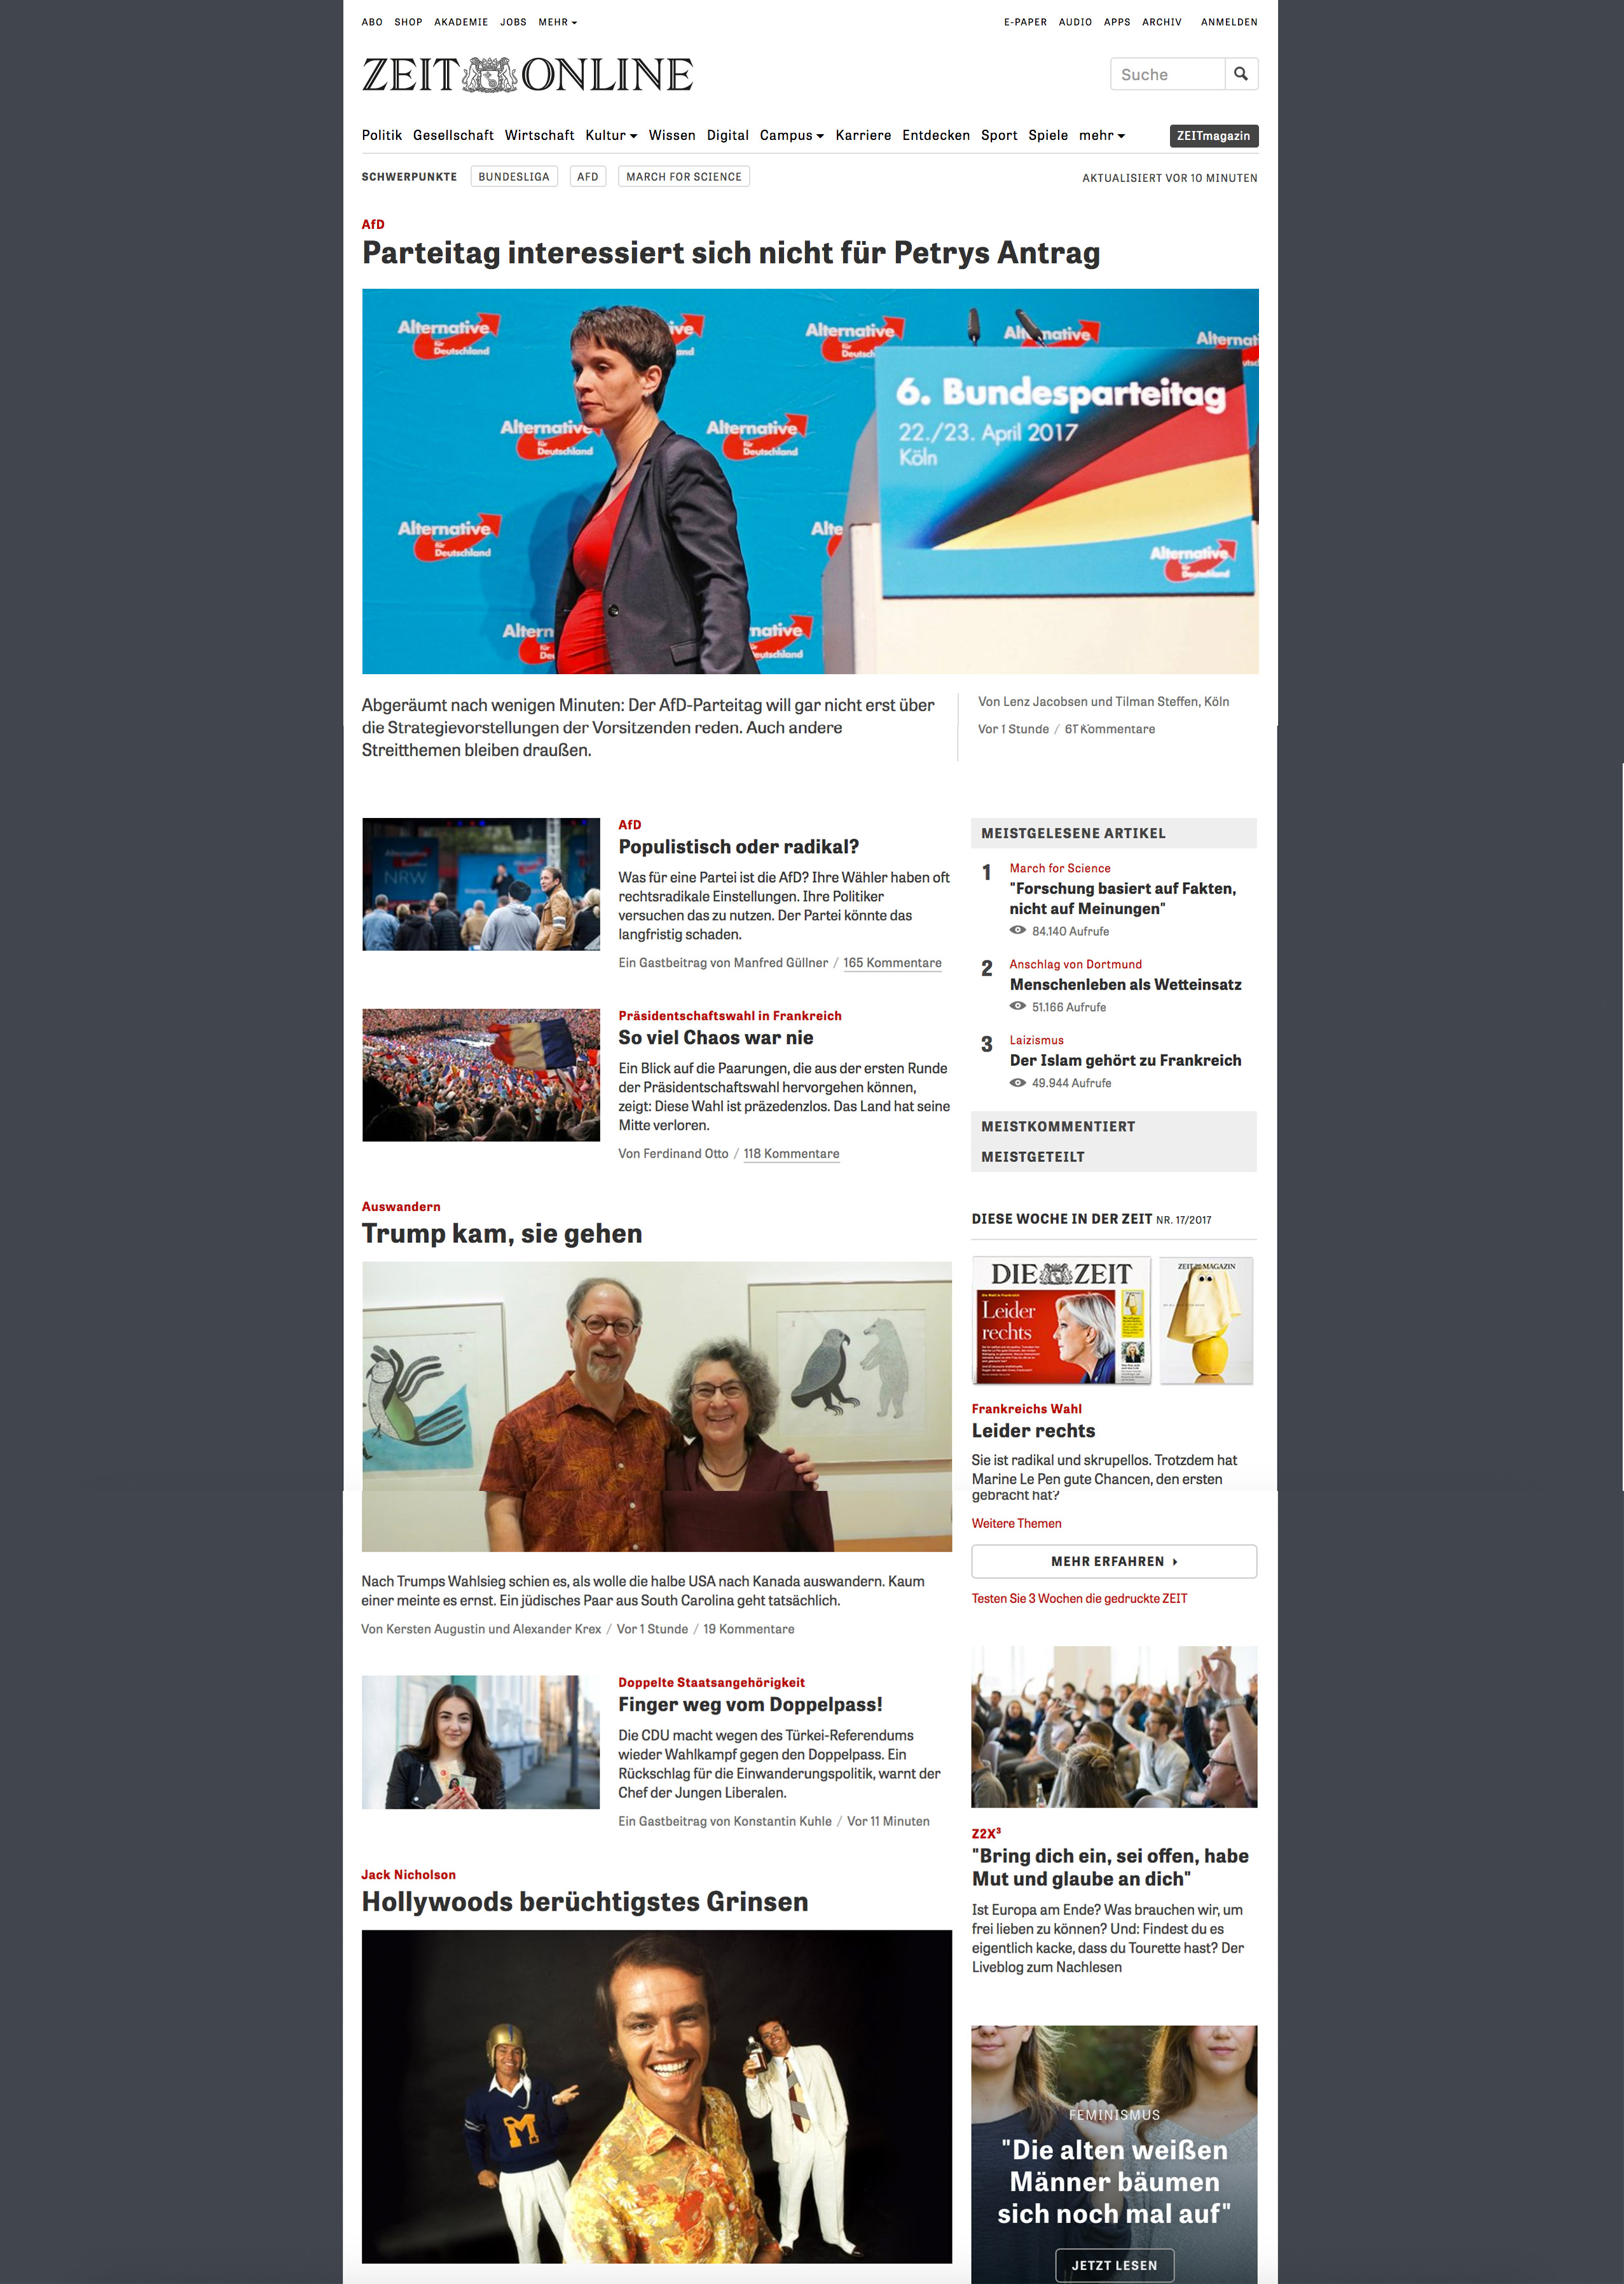 ABO SHOP AKADEMIE JOBS MEHR
E-PAPER AUDIO APPS ARCHIV ANMELDEN
ZEIT ONLINE
Suche
Politik Gesellschaft Wirtschaft Kultur Wissen Digital Campus Karriere Entdecken Sport Spiele mehr
ZEITmagazin
SCHWERPUNKTE BUNDESLIGA AFD MARCH FOR SCIENCE
AKTUALISIERT VOR 10 MINUTEN
AfD
Parteitag interessiert sich nicht für Petrys Antrag
Alternative
für
Deutschland
6. Bundesparteitag
22./23. April 2017
Köln
Alternative
für
Deutschland
Abgeräumt nach wenigen Minuten: Der AfD-Parteitag will gar nicht erst über
die Strategievorstellungen der Vorsitzenden reden. Auch andere
Streitthemen bleiben draußen.
Von Lenz Jacobsen und Tilman Steffen, Köln
Vor 1 Stunde / Kommentare
AfD
Populistisch oder radikal?
Was für eine Partei ist die AfD? Ihre Wähler haben oft
rechtsradikale Einstellungen. Ihre Politiker
versuchen das zu nutzen. Der Partei könnte das
langfristig schaden.
Ein Gastbeitrag von Manfred Güllner / 165 Kommentare
NRW
Präsidentschaftswahl in Frankreich
So viel Chaos war nie
Ein Blick auf die Paarungen, die aus der ersten Runde
der Präsidentschaftswahl hervorgehen können,
zeigt: Diese Wahl ist präzedenzlos. Das Land hat seine
Mitte verloren.
Von Ferdinand Otto / 118 Kommentare
MEISTGELESENE ARTIKEL
1 March for Science
"Forschung basiert auf Fakten,
nicht auf Meinungen"
84.140 Aufrufe
2 Anschlag von Dortmund
Menschenleben als Wetteinsatz
51.166 Aufrufe
3 Laizismus
Der Islam gehört zu Frankreich
49.944 Aufrufe
MEISTKOMMENTIERT
MEISTGETEILT
Auswandern
Trump kam, sie gehen
Nach Trumps Wahlsieg schien es, als wolle die halbe USA nach Kanada auswandern. Kaum
einer meinte es ernst. Ein jüdisches Paar aus South Carolina geht tatsächlich.
Von Kersten Augustin und Alexander Krex / Vor 1 Stunde / 19 Kommentare
DIESE WOCHE IN DER ZEIT NR. 17/2017
DIE ZEIT
Leider
rechts
ZEIT MAGAZIN
Frankreichs Wahl
Leider rechts
Sie ist radikal und skrupellos. Trotzdem hat
Marine Le Pen gute Chancen, den ersten
gebracht hat?
Weitere Themen
MEHR ERFAHREN
Testen Sie 3 Wochen die gedruckte ZEIT
Doppelte Staatsangehörigkeit
Finger weg vom Doppelpass!
Die CDU macht wegen des Türkei-Referendums
wieder Wahlkampf gegen den Doppelpass. Ein
Rückschlag für die Einwanderungspolitik, warnt der
Chef der Jungen Liberalen.
Ein Gastbeitrag von Konstantin Kuhle / Vor 11 Minuten
Z2X³
"Bring dich ein, sei offen, habe
Mut und glaube an dich"
Ist Europa am Ende? Was brauchen wir, um
frei lieben zu können? Und: Findest du es
eigentlich kacke, dass du Tourette hast? Der
Liveblog zum Nachlesen
Jack Nicholson
Hollywoods berüchtigstes Grinsen
M
FEMINISMUS
"Die alten weißen
Männer bäumen
sich noch mal auf"
JETZT LESEN